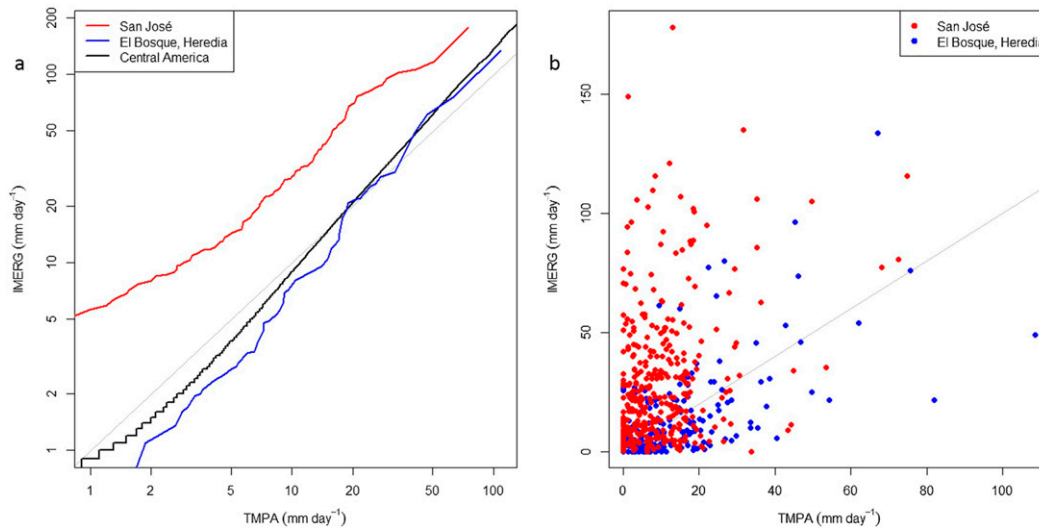 a
San José
El Bosque, Heredia
Central America
IMERG (mm day⁻¹)
200
100
50
20
10
5
2
1
1 2 5 10 20 50 100
TMPA (mm day⁻¹)
b
San José
El Bosque, Heredia
IMERG (mm day⁻¹)
150
100
50
0
0 20 40 60 80 100
TMPA (mm day⁻¹)